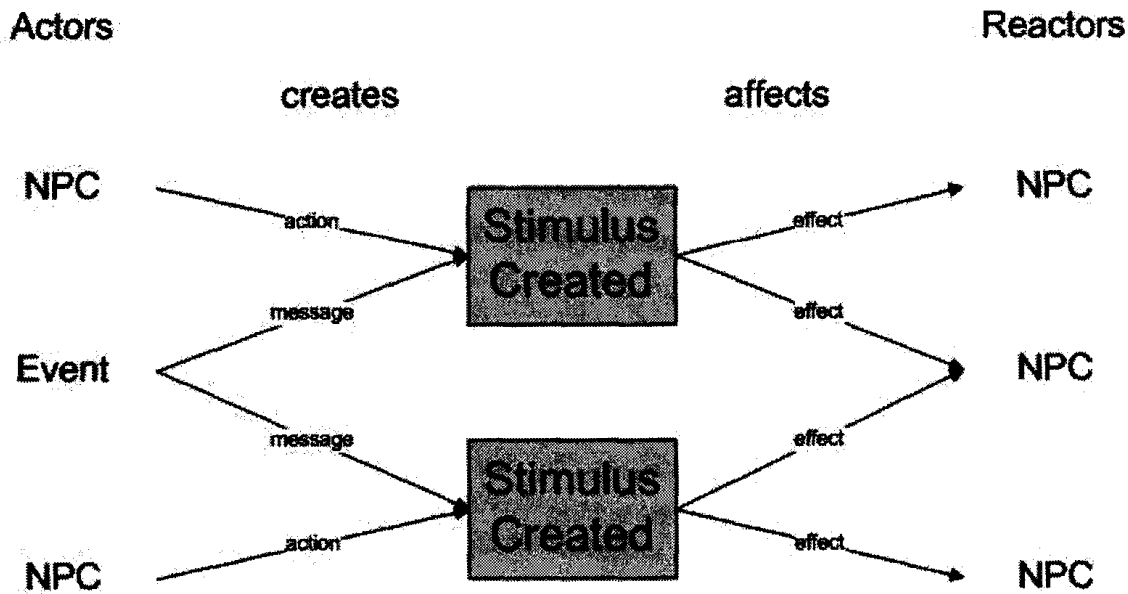 Actors
Reactors
creates
affects
NPC
NPC
action
Stimulus
Created
effect
message
effect
Event
NPC
message
Stimulus
Created
effect
action
effect
NPC
NPC